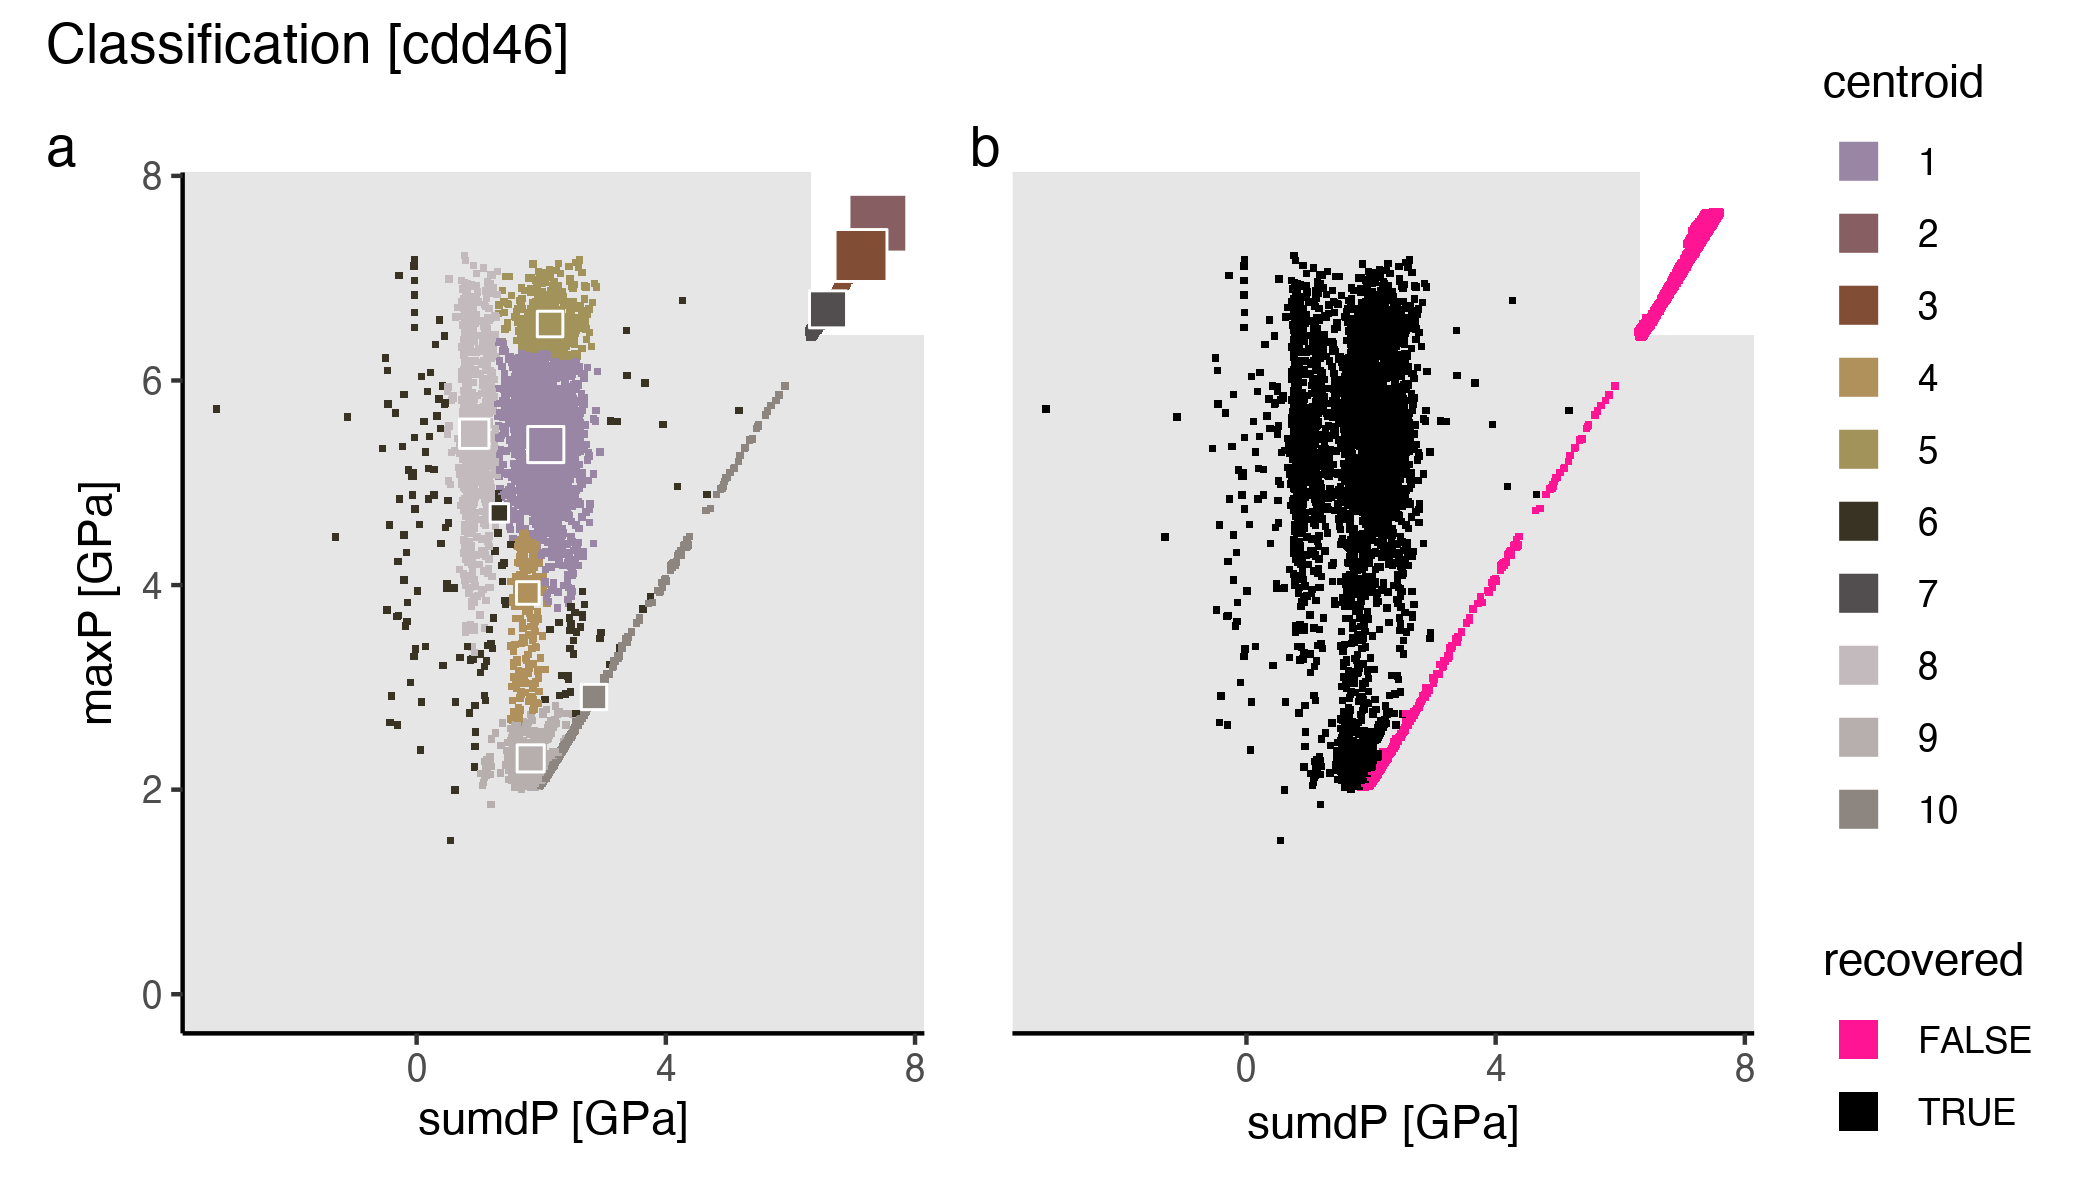 Classification [cdd46]
a
8
6
4
2
0
maxP [GPa]
0 4 8
sumdP [GPa]
b
0 4 8
sumdP [GPa]
centroid
1
2
3
4
5
6
7
8
9
10
recovered
FALSE
TRUE